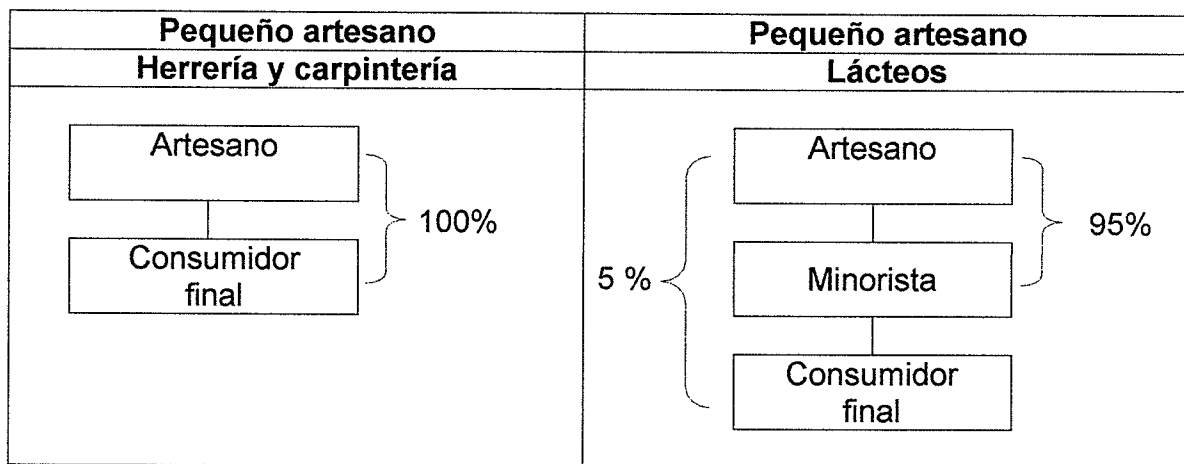 Pequeño artesano
Herrería y carpintería
Artesano
100%
Consumidor
final
Pequeño artesano
Lácteos
Artesano
95%
5 %
Minorista
Consumidor
final